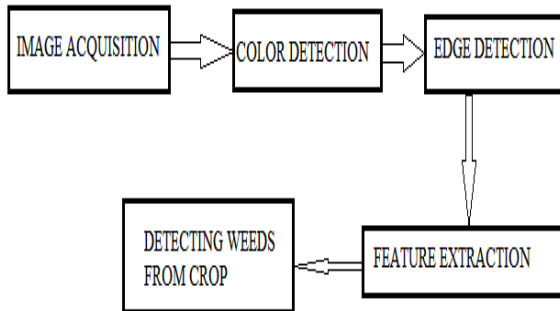 IMAGE ACQUISITION
COLOR DETECTION
EDGE DETECTION
FEATURE EXTRACTION
DETECTING WEEDS
FROM CROP